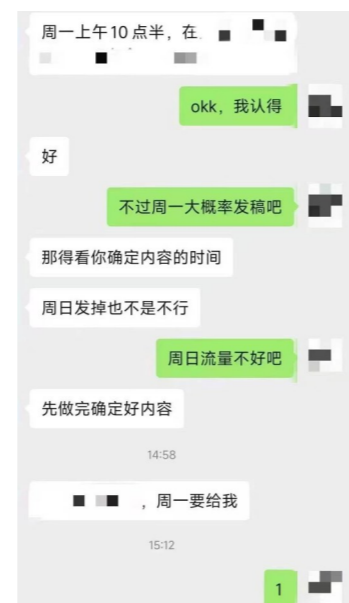 周一上午10点半，在
okk，我认得
好
不过周一大概率发稿吧
那得看你确定内容的时间
周日发掉也不是不行
周日流量不好吧
先做完确定好内容
14:58
，周一要给我
15:12
1